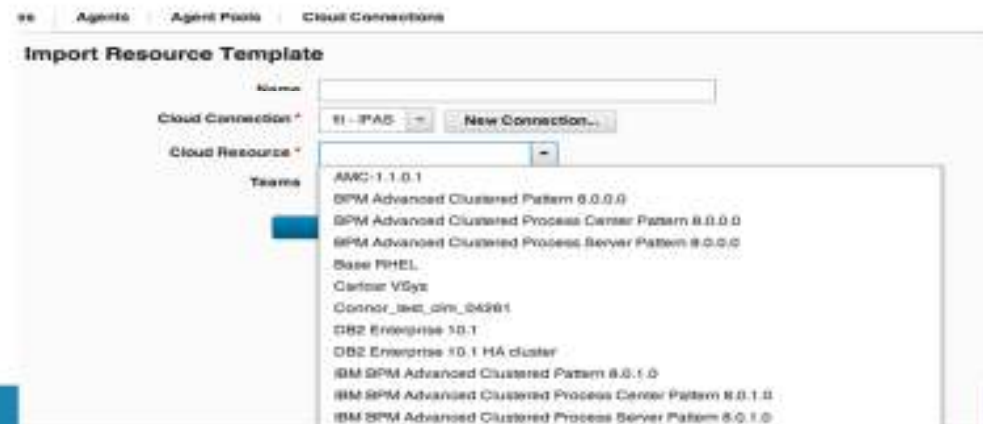 Agents Agent Pools Cloud Connections
Import Resource Template
Name
Cloud Connection * - IPAS New Connection...
Cloud Resource *
Teams
AMC-1.1.0.1
BPM Advanced Clustered Pattern 8.0.0.0
BPM Advanced Clustered Process Center Pattern 8.0.0.0
BPM Advanced Clustered Process Server Pattern 8.0.0.0
Base RHEL
VSys
DB2 Enterprise 10.1
DB2 Enterprise 10.1 HA cluster
IBM BPM Advanced Clustered Pattern 8.0.1.0
IBM BPM Advanced Clustered Process Center Pattern 8.0.1.0
IBM BPM Advanced Clustered Process Server Pattern 8.0.1.0